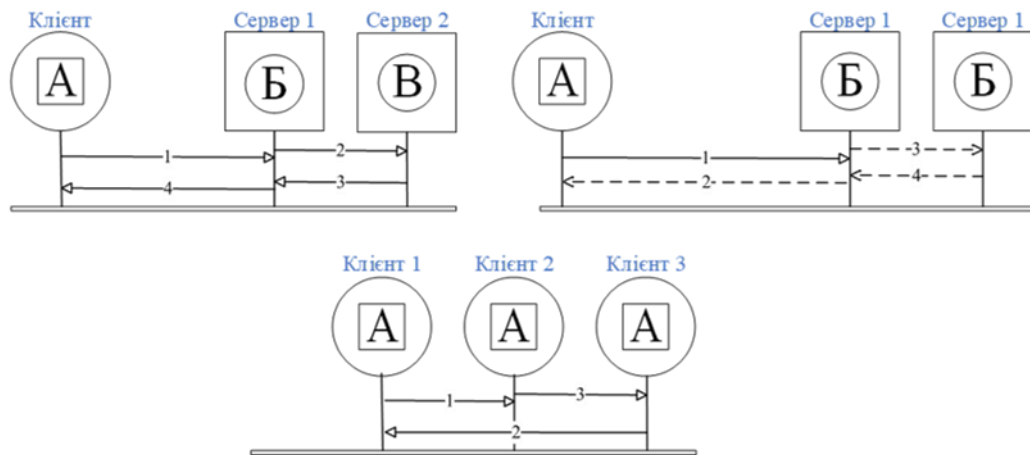 Клієнт Сервер 1 Сервер 2
А Б В
1 2
4 3
Клієнт Сервер 1 Сервер 1
А Б Б
1 3
2 4
Клієнт 1 Клієнт 2 Клієнт 3
А А А
1 3
2